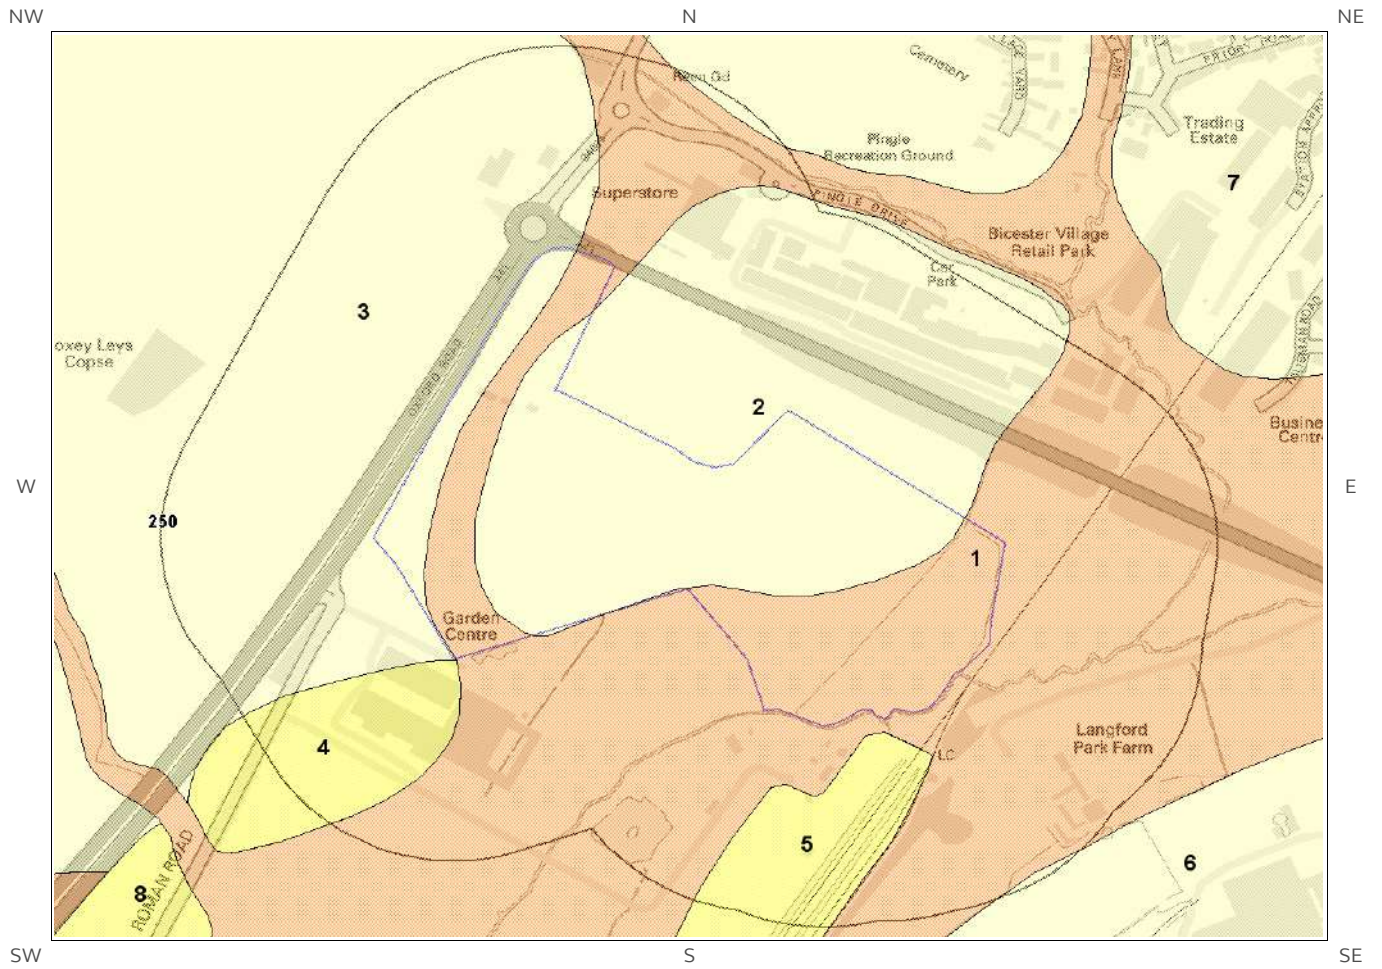 NW
N
NE
Cemetery
PRIORY
Trading
Estate
Pingle
Recreation Ground
7
Superstore
PINGLE DRIVE
Bicester Village
Retail Park
Car
Park
3
oxey Leys
Copse
OXFORD ROAD
2
Busine
Centr
W
E
250
1
Garden
Centre
Langford
Park Farm
4
LC
5
6
8
ROMAN ROAD
SW
S
SE